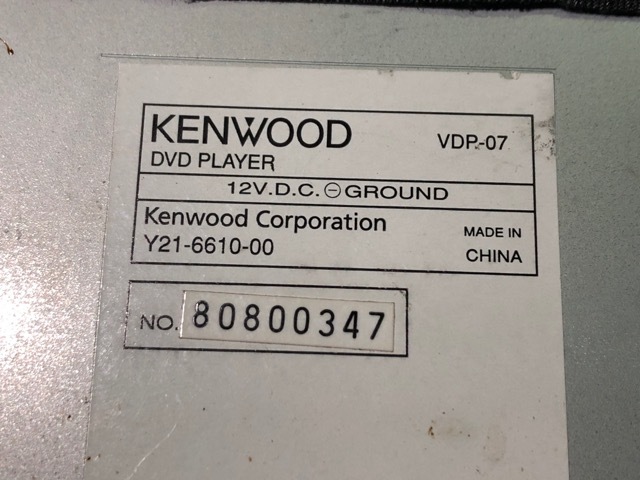 KENWOOD VDP-07
DVD PLAYER
12V.D.C.⊖GROUND
Kenwood Corporation
Y21-6610-00
MADE IN
CHINA
NO. 80800347